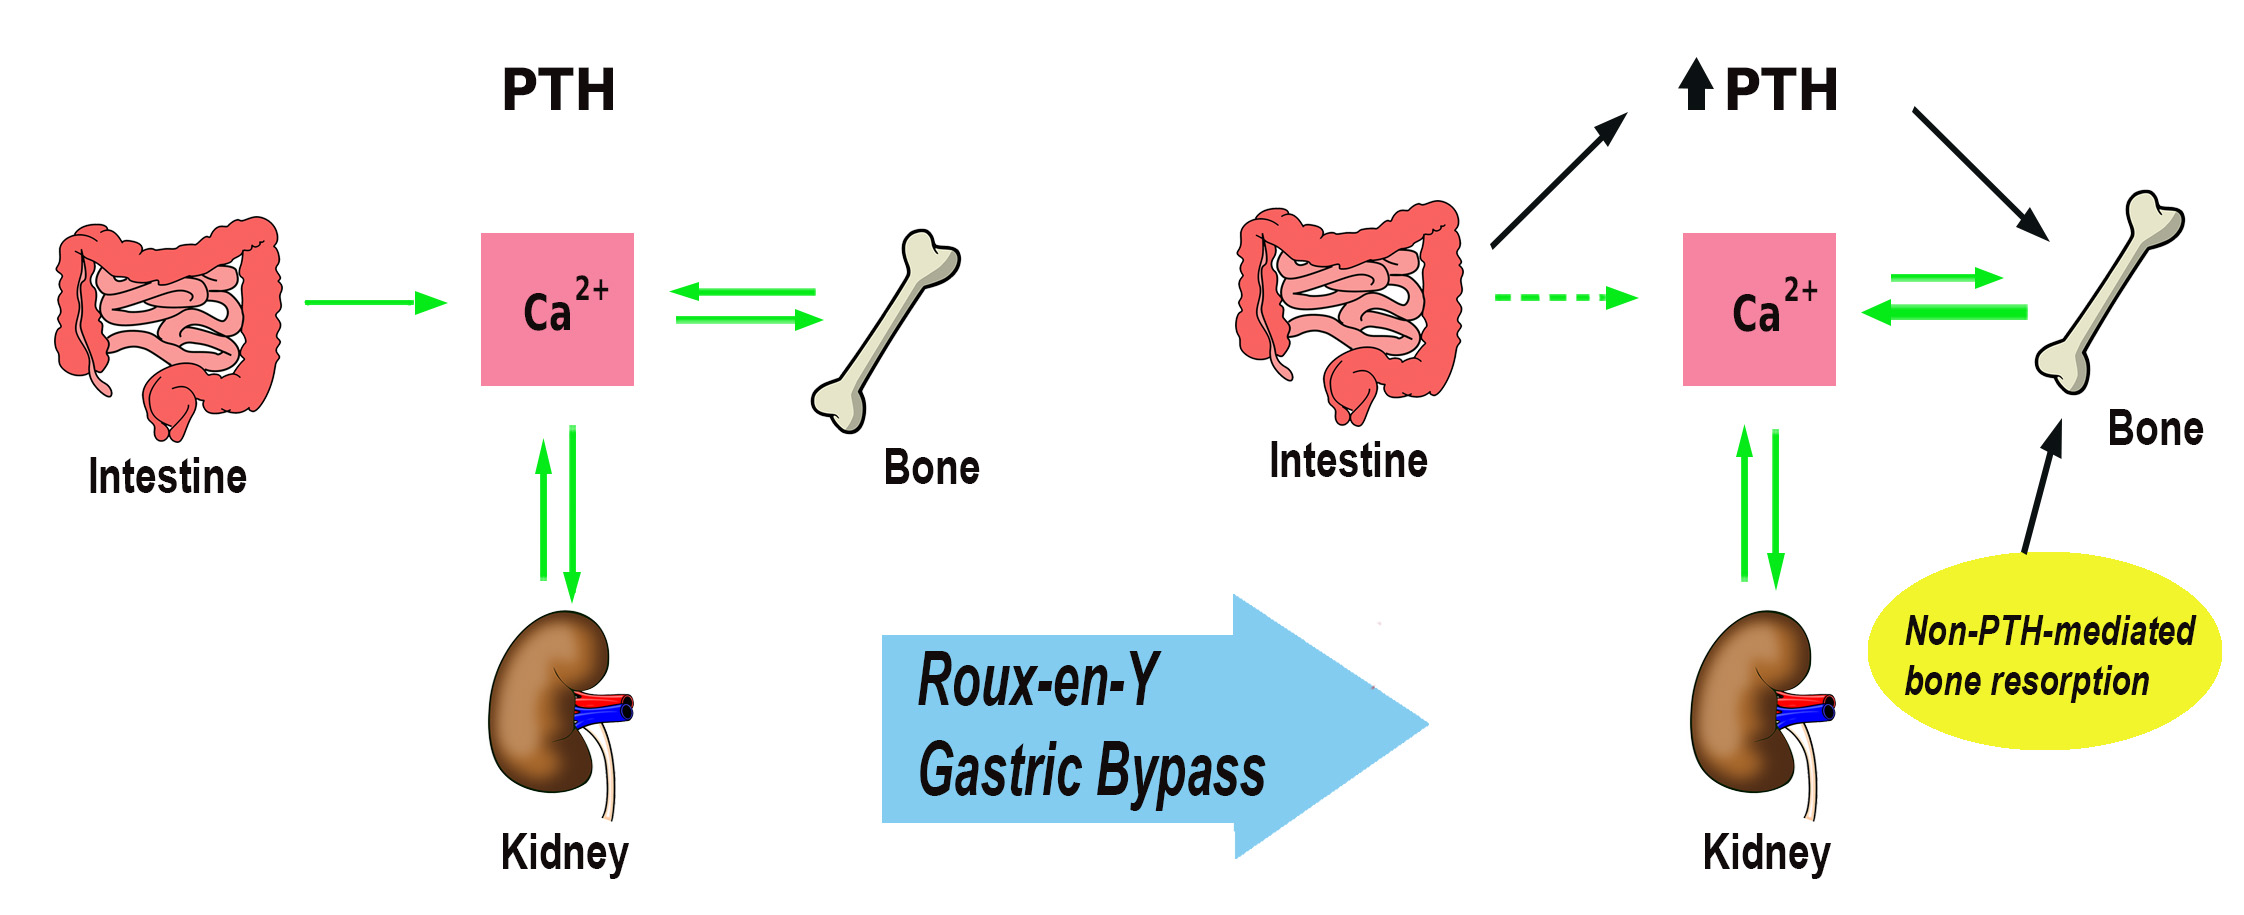 PTH
Ca2+
Intestine
Bone
Kidney
Roux-en-Y
Gastric Bypass
PTH
Ca2+
Intestine
Bone
Non-PTH-mediated
bone resorption
Kidney